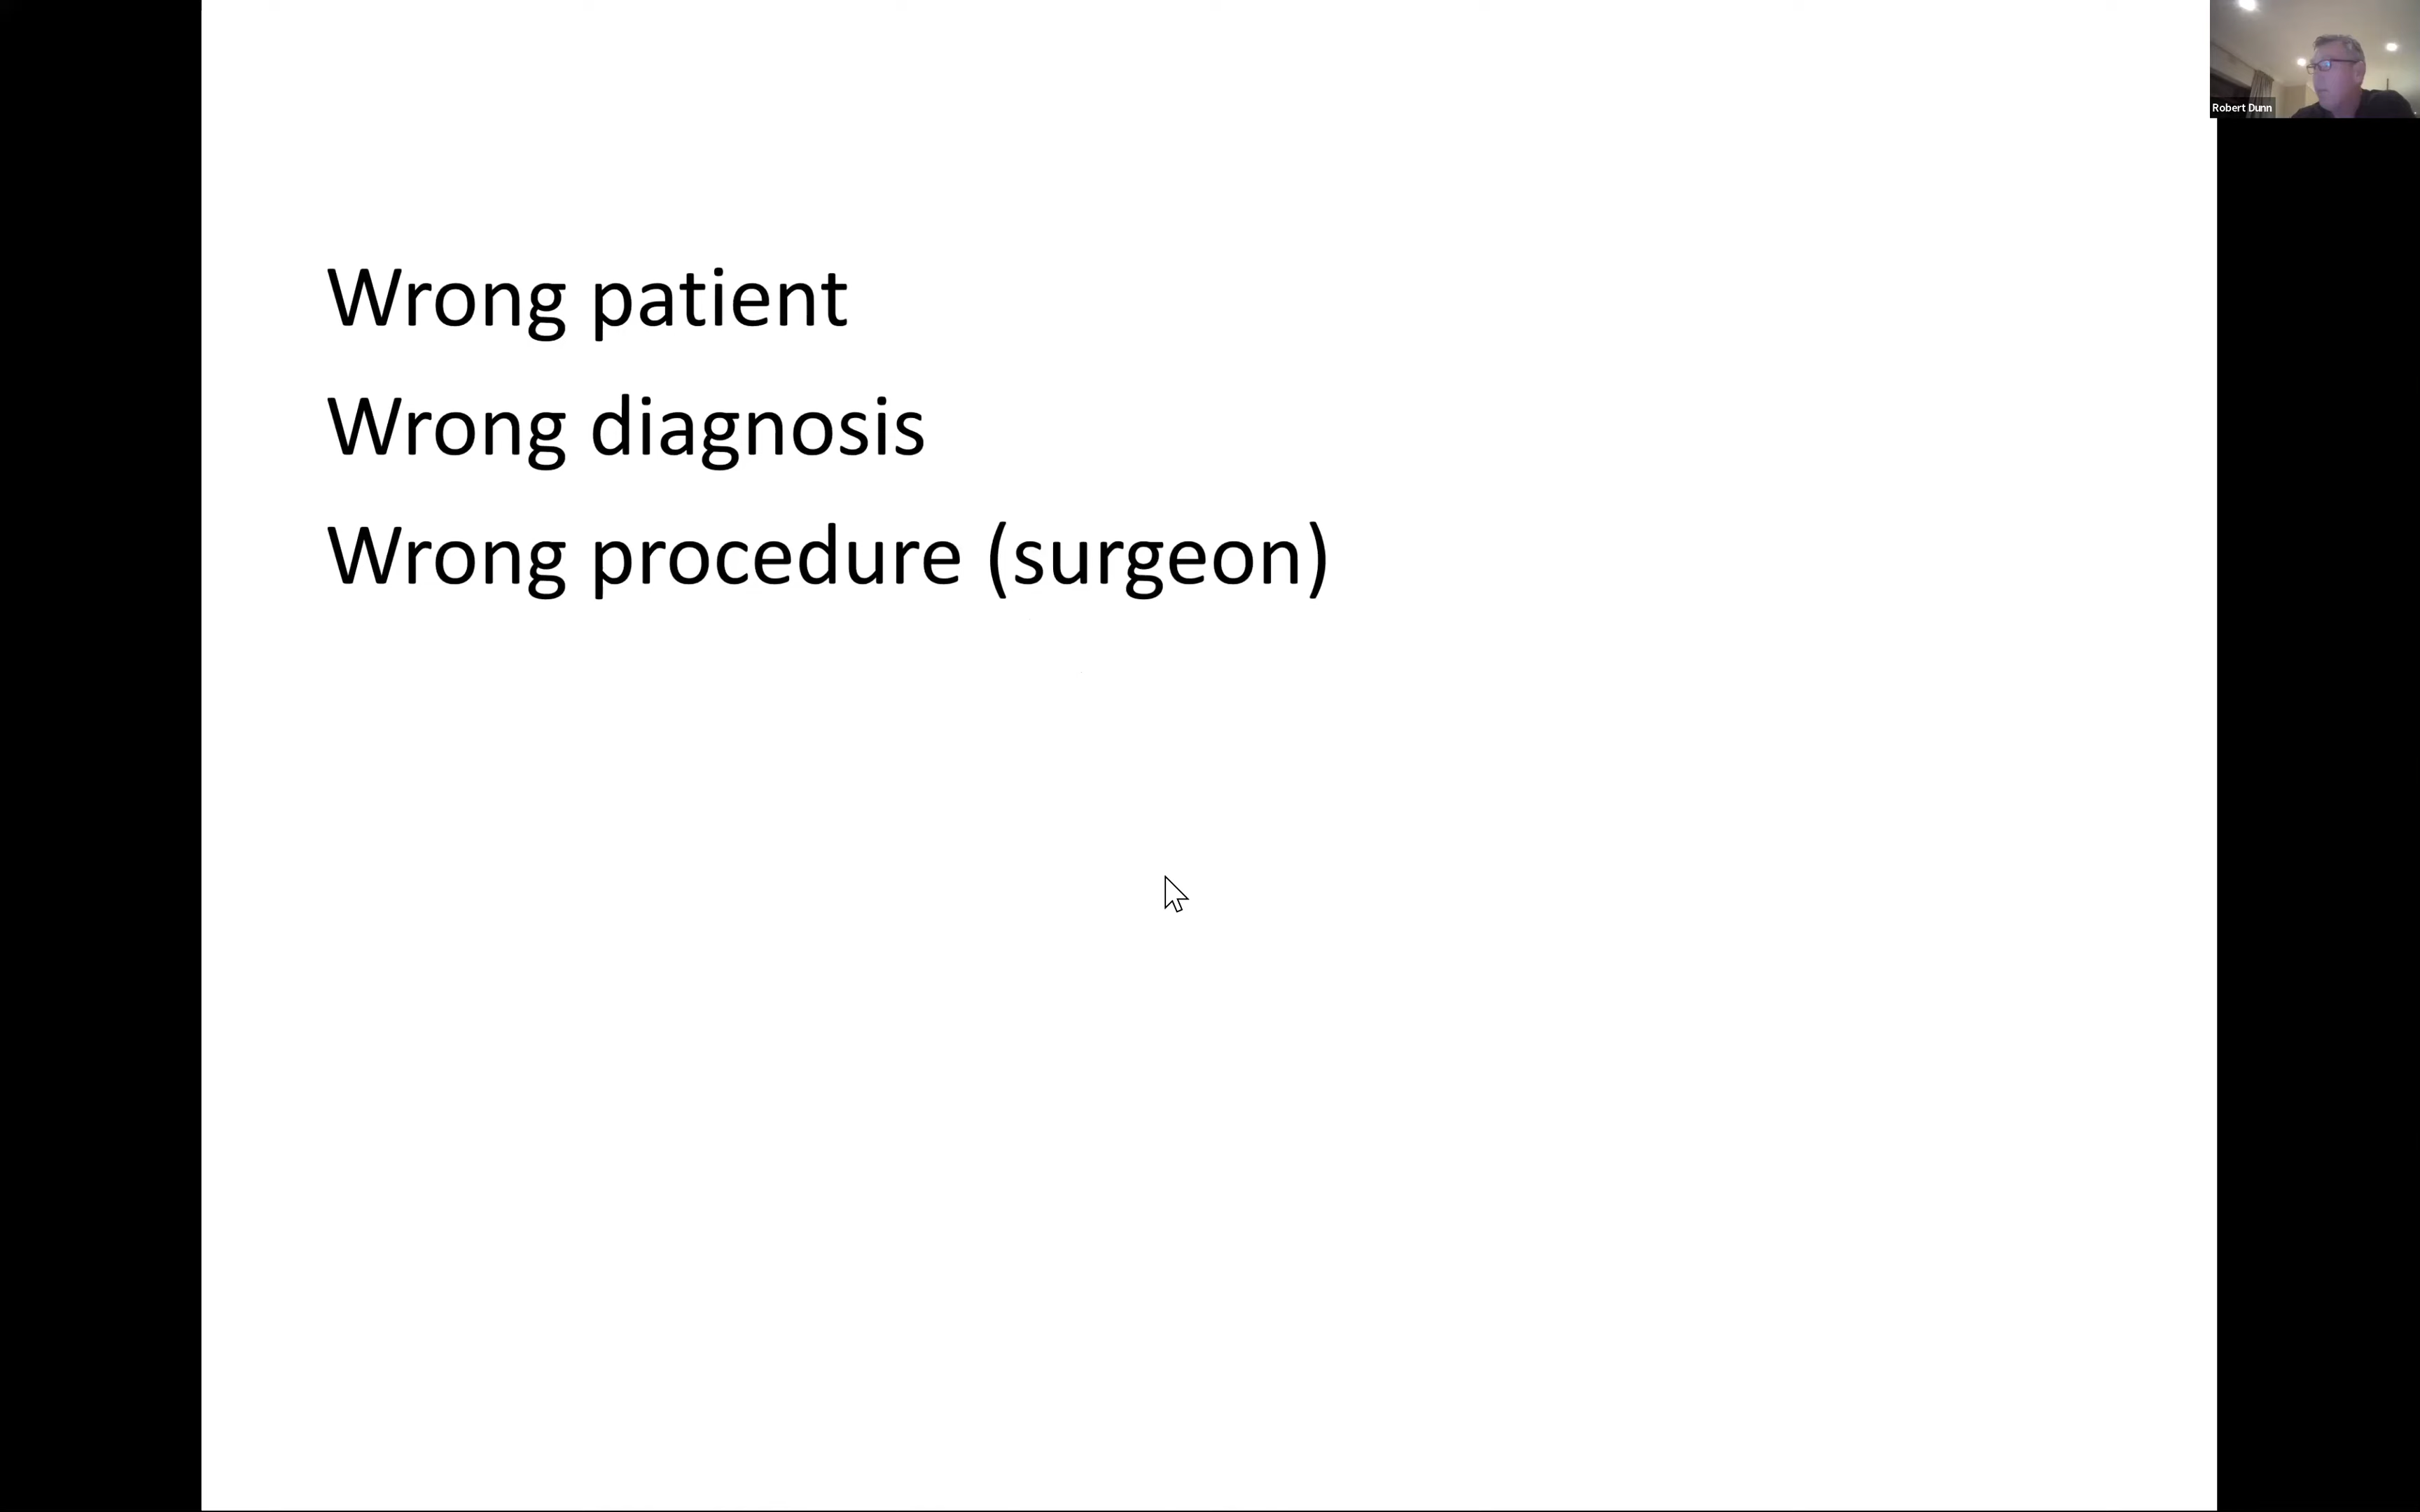 Wrong patient
Wrong diagnosis
Wrong procedure (surgeon)
Robert Dunn